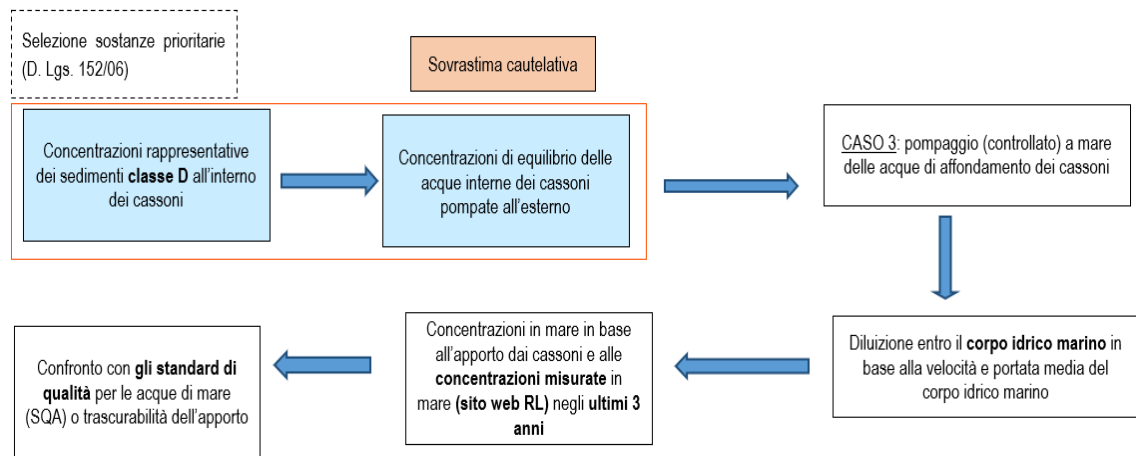 Selezione sostanze prioritarie
(D. Lgs. 152/06)
Sovrastima cautelativa
Concentrazioni rappresentative
dei sedimenti classe D all'interno
dei cassoni
Concentrazioni di equilibrio delle
acque interne dei cassoni
pompate all'esterno
CASO 3: pompaggio (controllato) a mare
delle acque di affondamento dei cassoni
Diluizione entro il corpo idrico marino in
base alla velocità e portata media del
corpo idrico marino
Concentrazioni in mare in base
all'apporto dai cassoni e alle
concentrazioni misurate in
mare (sito web RL) negli ultimi 3
anni
Confronto con gli standard di
qualità per le acque di mare
(SQA) o trascurabilità dell'apporto